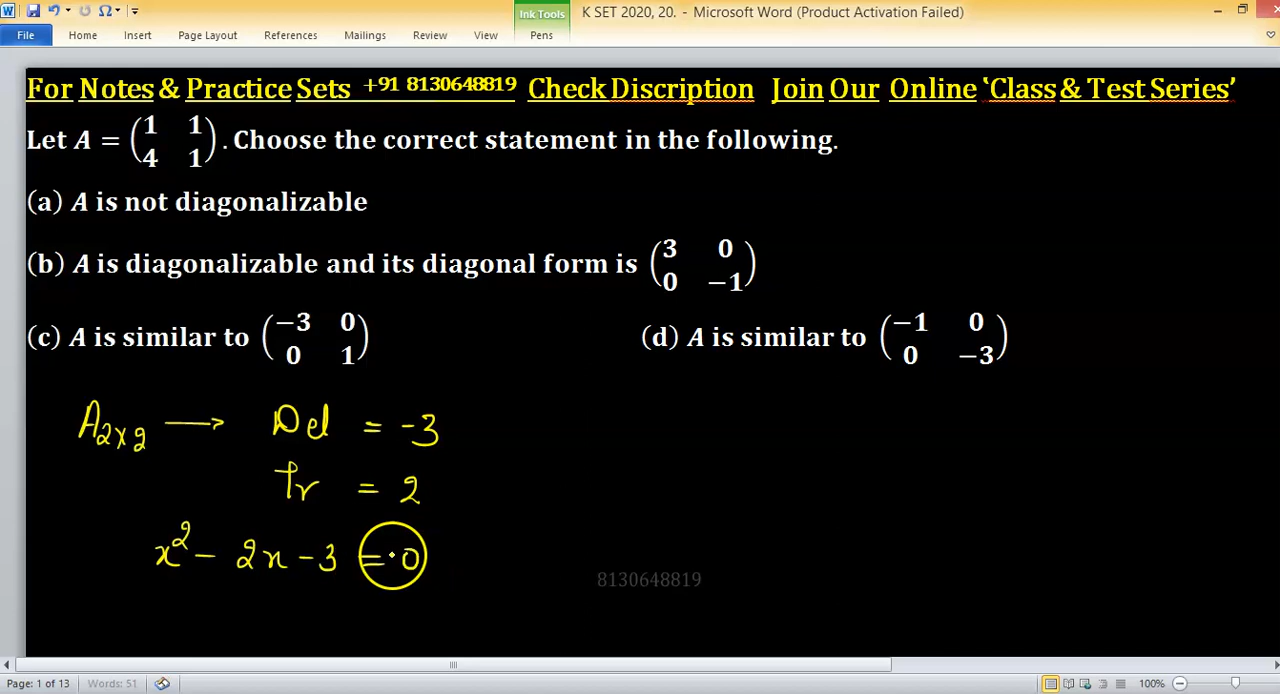 K SET 2020, 20. - Microsoft Word (Product Activation Failed)
Ink Tools
File Home Insert Page Layout References Mailings Review View Pens
For Notes & Practice Sets +91 8130648819 Check Discription Join Our Online ‘Class & Test Series’
Let A = (1 1
4 1). Choose the correct statement in the following.
(a) A is not diagonalizable
(b) A is diagonalizable and its diagonal form is (3 0
0 −1)
(c) A is similar to (−3 0
0 1)
(d) A is similar to (−1 0
0 −3)
A2×2 → Det = -3
Tr = 2
x² - 2x - 3 = 0
8130648819
Page: 1 of 13 Words: 51 100%